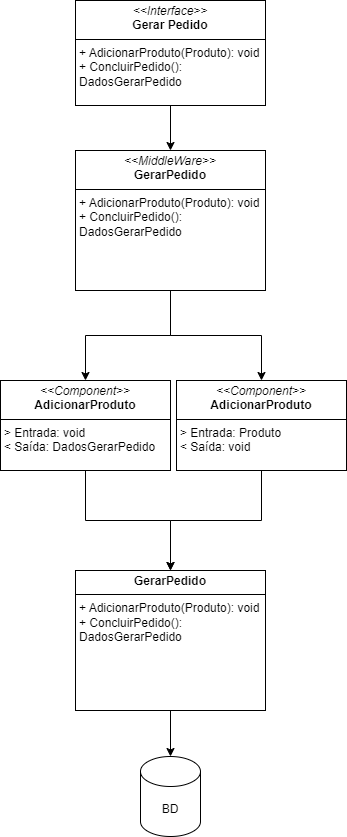 <<Interface>>
Gerar Pedido
+ AdicionarProduto(Produto): void
+ ConcluirPedido():
DadosGerarPedido
<<MiddleWare>>
GerarPedido
+ AdicionarProduto(Produto): void
+ ConcluirPedido():
DadosGerarPedido
<<Component>>
AdicionarProduto
> Entrada: void
< Saída: DadosGerarPedido
<<Component>>
AdicionarProduto
> Entrada: Produto
< Saída: void
GerarPedido
+ AdicionarProduto(Produto): void
+ ConcluirPedido():
DadosGerarPedido
BD